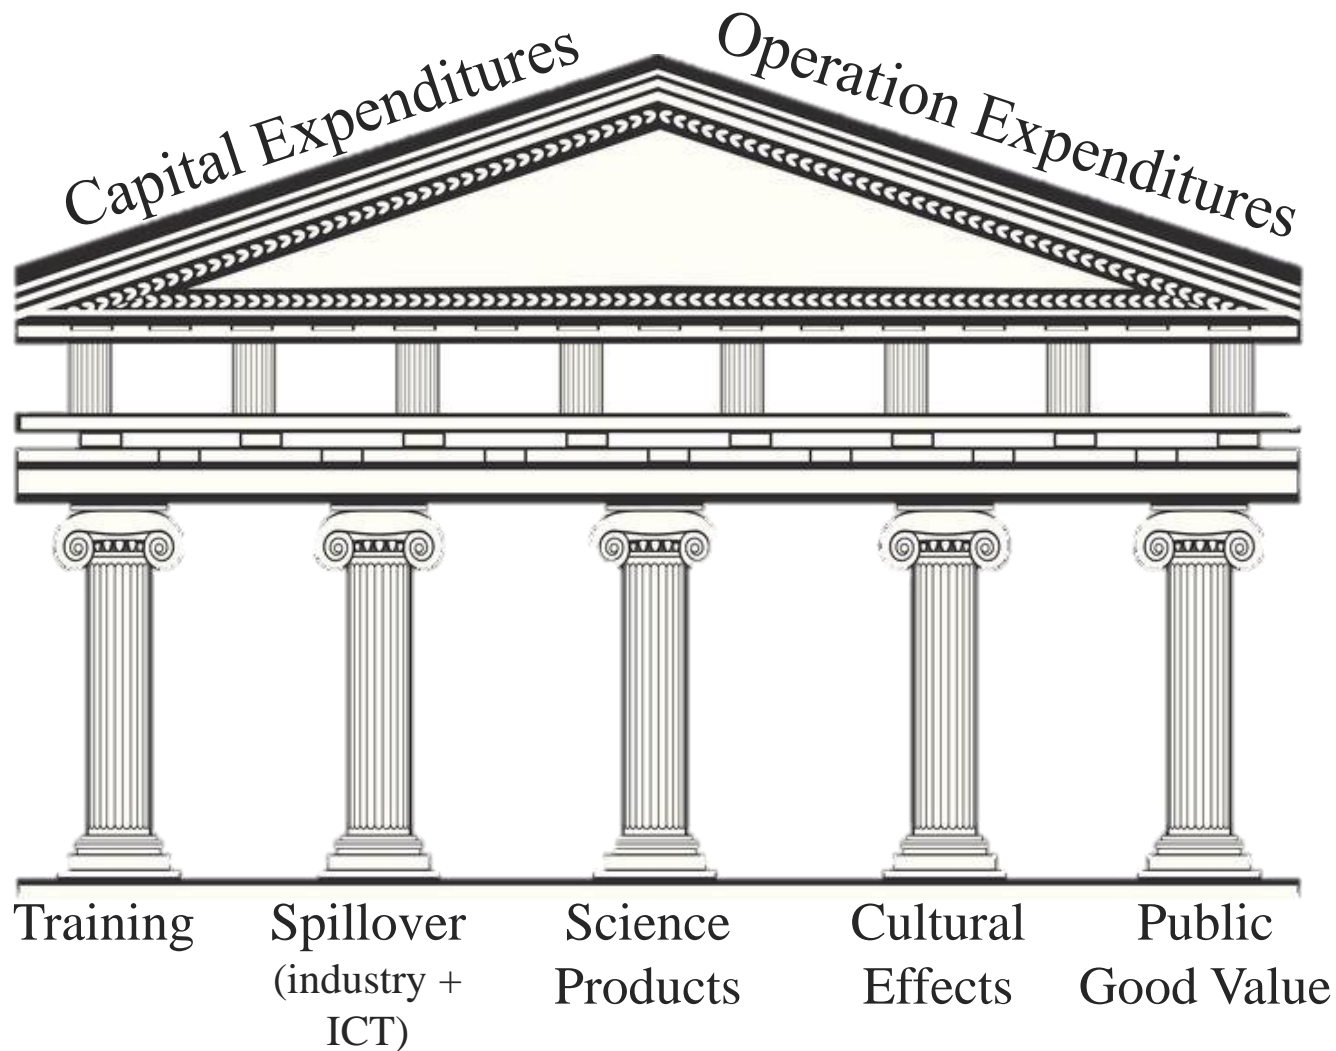 Capital Expenditures
Operation Expenditures
Training
Spillover
(industry +
ICT)
Science
Products
Cultural
Effects
Public
Good Value